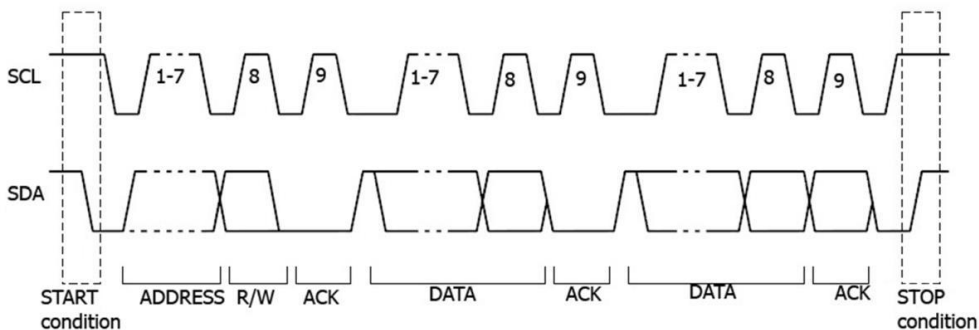 SCL
1-7 8 9 1-7 8 9 1-7 8 9
SDA
START
condition
ADDRESS R/W ACK DATA ACK DATA ACK
STOP
condition